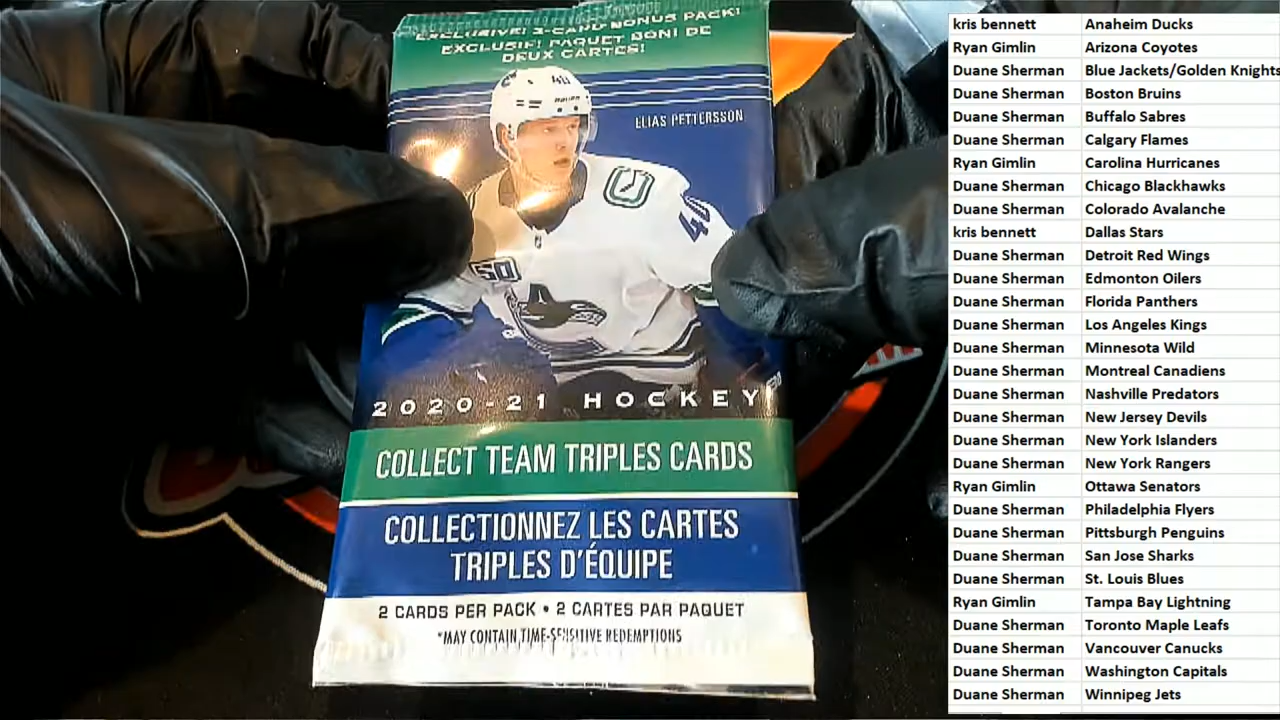 EXCLUSIVE! 2-CARD BONUS PACK!
EXCLUSIF! PAQUET BONI DE
DEUX CARTES!
40
ELIAS PETTERSSON
40
50
2020-21 HOCKEY
COLLECT TEAM TRIPLES CARDS
COLLECTIONNEZ LES CARTES
TRIPLES D'ÉQUIPE
2 CARDS PER PACK • 2 CARTES PAR PAQUET
*MAY CONTAIN TIME-SENSITIVE REDEMPTIONS
kris bennett Anaheim Ducks
Ryan Gimlin Arizona Coyotes
Duane Sherman Blue Jackets/Golden Knights
Duane Sherman Boston Bruins
Duane Sherman Buffalo Sabres
Duane Sherman Calgary Flames
Ryan Gimlin Carolina Hurricanes
Duane Sherman Chicago Blackhawks
Duane Sherman Colorado Avalanche
kris bennett Dallas Stars
Duane Sherman Detroit Red Wings
Duane Sherman Edmonton Oilers
Duane Sherman Florida Panthers
Duane Sherman Los Angeles Kings
Duane Sherman Minnesota Wild
Duane Sherman Montreal Canadiens
Duane Sherman Nashville Predators
Duane Sherman New Jersey Devils
Duane Sherman New York Islanders
Duane Sherman New York Rangers
Ryan Gimlin Ottawa Senators
Duane Sherman Philadelphia Flyers
Duane Sherman Pittsburgh Penguins
Duane Sherman San Jose Sharks
Duane Sherman St. Louis Blues
Ryan Gimlin Tampa Bay Lightning
Duane Sherman Toronto Maple Leafs
Duane Sherman Vancouver Canucks
Duane Sherman Washington Capitals
Duane Sherman Winnipeg Jets